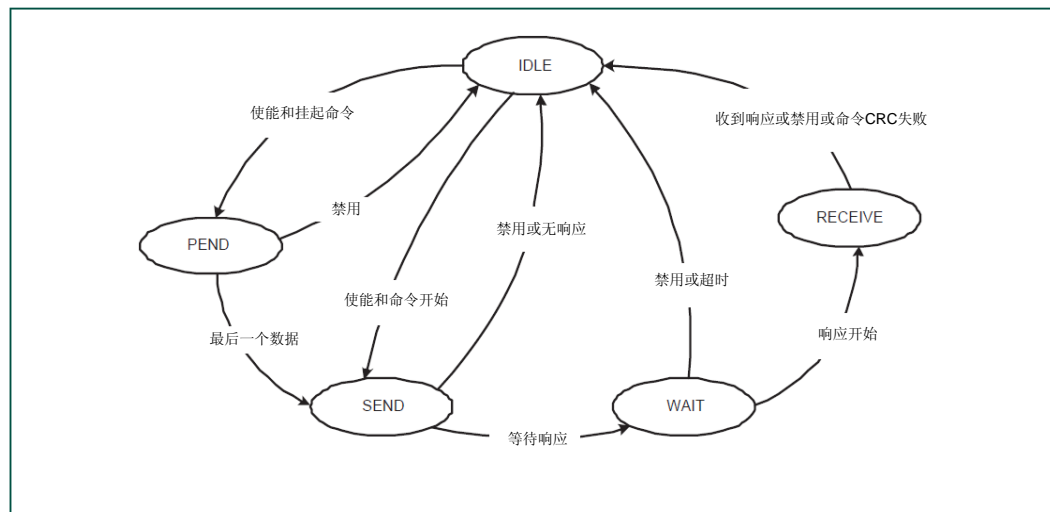 IDLE
使能和挂起命令
收到响应或禁用或命令CRC失败
禁用
RECEIVE
禁用或无响应
PEND
禁用或超时
使能和命令开始
响应开始
最后一个数据
SEND
WAIT
等待响应